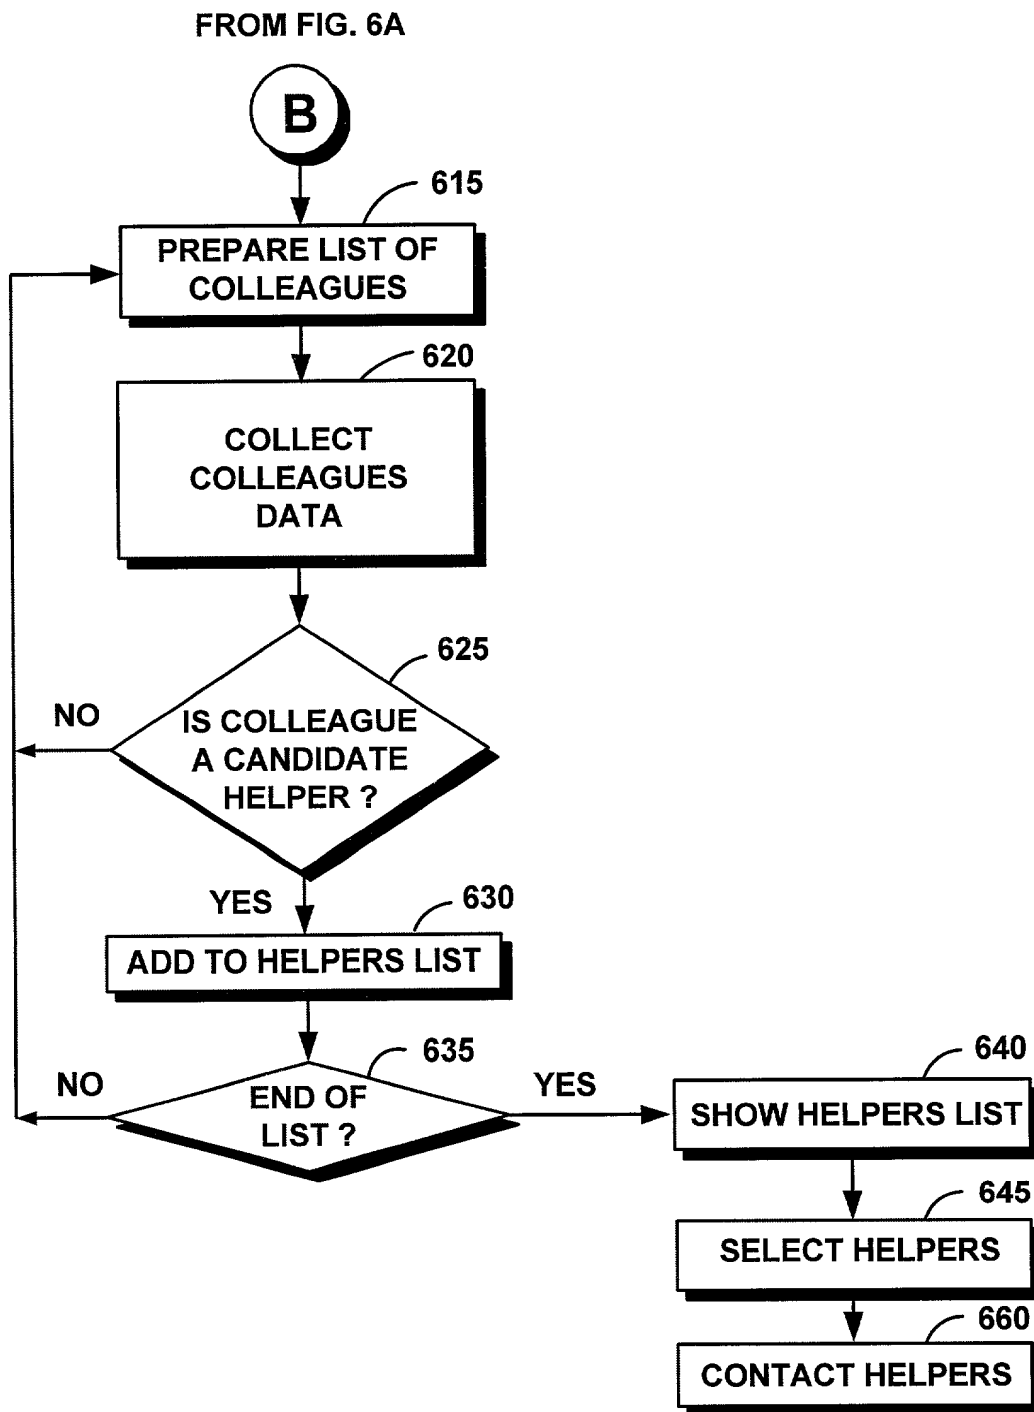 FROM FIG. 6A
B
615
PREPARE LIST OF
COLLEAGUES
620
COLLECT
COLLEAGUES
DATA
625
NO
IS COLLEAGUE
A CANDIDATE
HELPER ?
YES
630
ADD TO HELPERS LIST
635
NO
END OF
LIST ?
YES
640
SHOW HELPERS LIST
645
SELECT HELPERS
660
CONTACT HELPERS